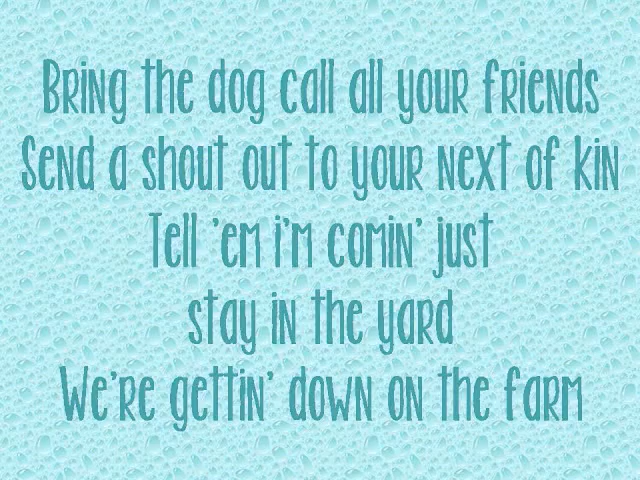 Bring the dog call all your friends
Send a shout out to your next of kin
Tell 'em i'm comin' just
stay in the yard
We're gettin' down on the farm